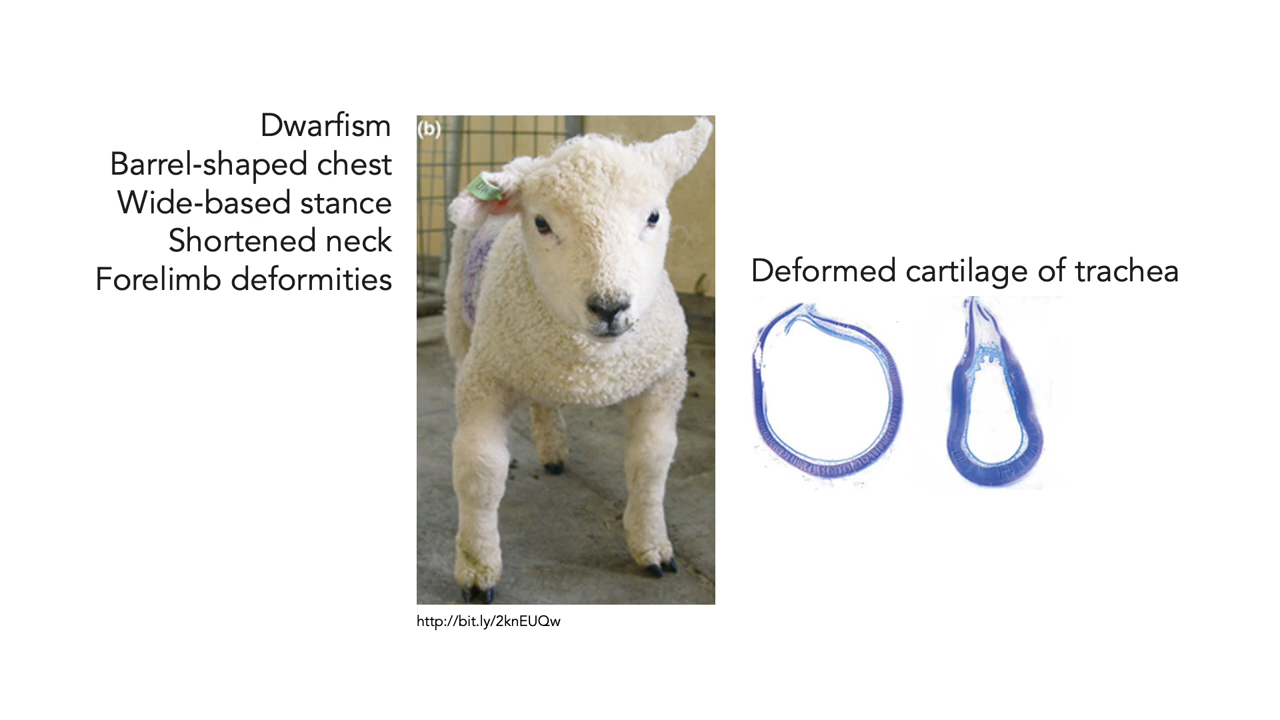 Dwarfism
Barrel-shaped chest
Wide-based stance
Shortened neck
Forelimb deformities
(b)
Deformed cartilage of trachea
http://bit.ly/2knEUQw